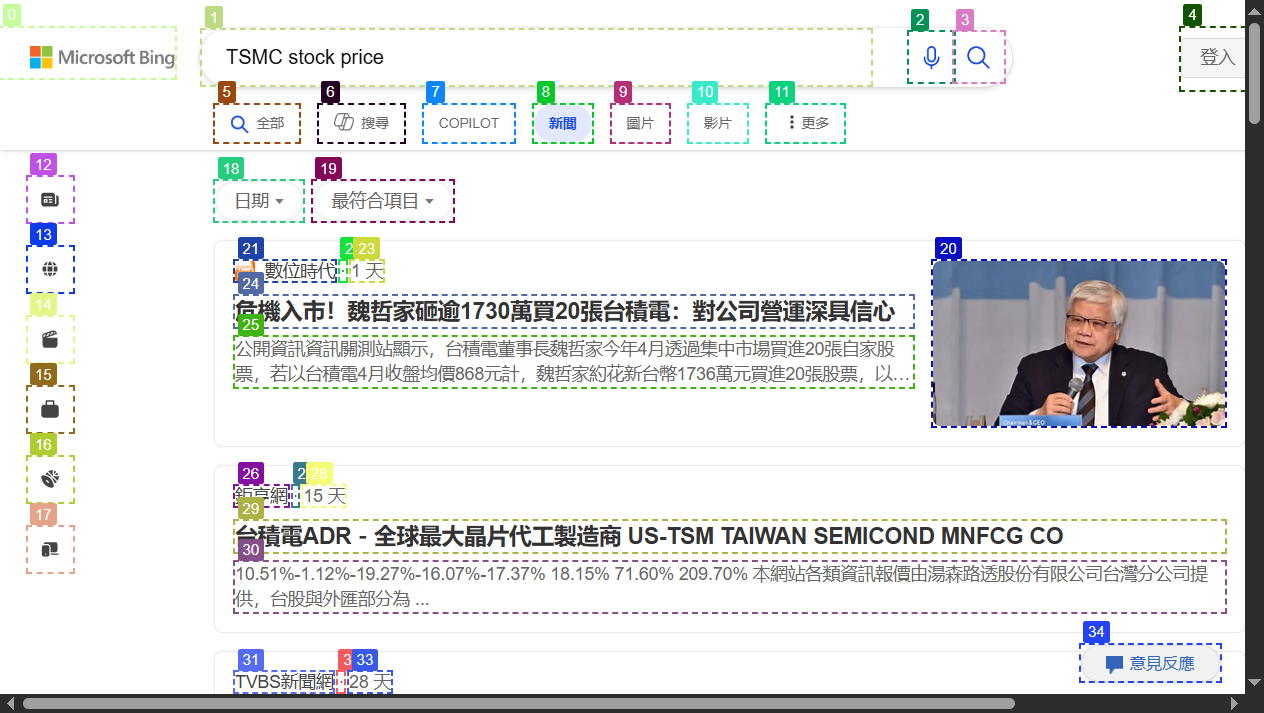 0
1
2
3
4
Microsoft Bing
TSMC stock price
登入
5
6
7
8
9
10
11
全部
搜尋
COPILOT
新聞
圖片
影片
更多
12
13
14
15
16
17
18
19
日期
最符合項目
20
21
2
23
數位時代 · 1 天
24
危機入市！魏哲家砸逾1730萬買20張台積電：對公司營運深具信心
25
公開資訊資訊關測站顯示，台積電董事長魏哲家今年4月透過集中市場買進20張自家股
票，若以台積電4月收盤均價868元計，魏哲家約花新台幣1736萬元買進20張股票，以…
Chairman & CEO
26
2
28
鉅亨網 · 15 天
29
台積電ADR - 全球最大晶片代工製造商 US-TSM TAIWAN SEMICOND MNFCG CO
30
10.51%-1.12%-19.27%-16.07%-17.37% 18.15% 71.60% 209.70% 本網站各類資訊報價由湯森路透股份有限公司台灣分公司提
供，台股與外匯部分為 ...
31
3
33
TVBS新聞網 · 28 天
34
意見反應